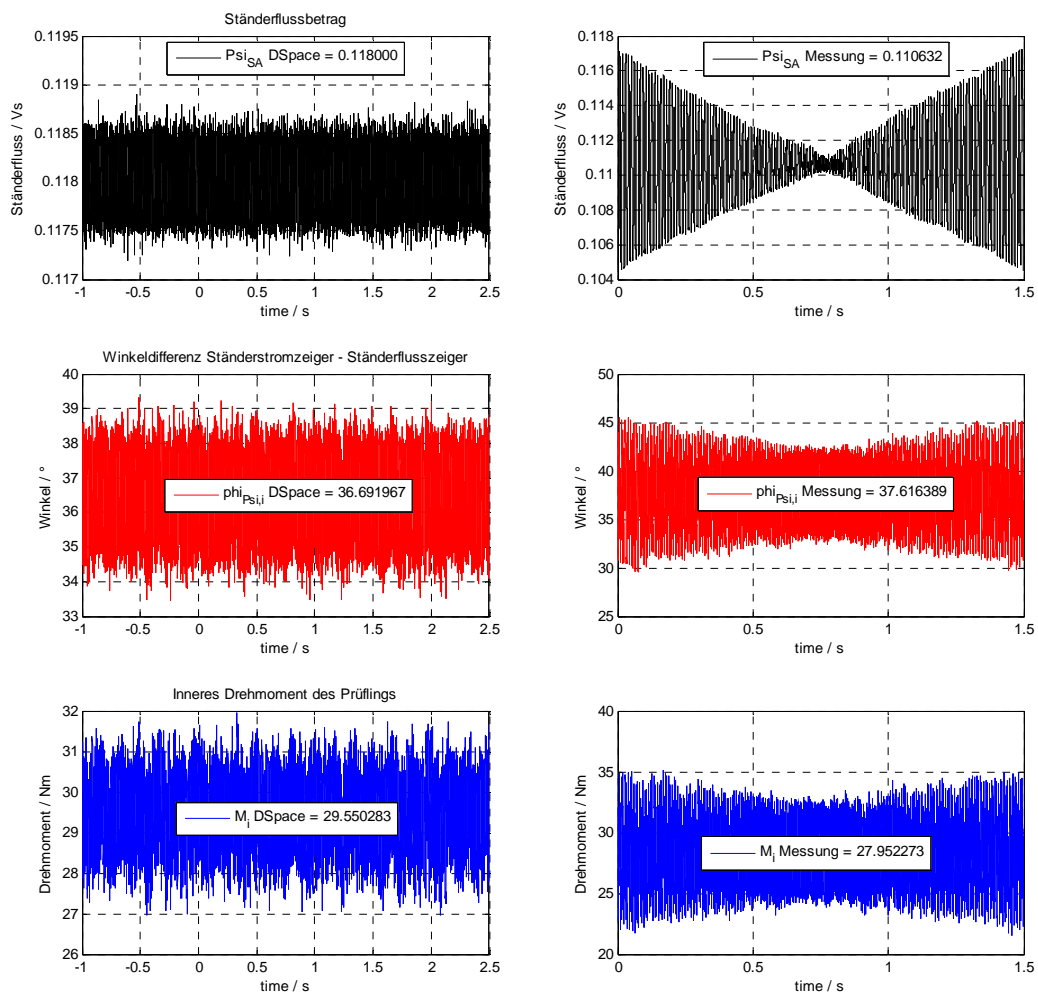 Ständerflussbetrag
Psi_SA DSpace = 0.118000
0.1195
0.119
0.1185
0.118
0.1175
0.117
Ständerfluss / Vs
-1 -0.5 0 0.5 1 1.5 2 2.5
time / s
Psi_SA Messung = 0.110632
0.118
0.116
0.114
0.112
0.11
0.108
0.106
0.104
Ständerfluss / Vs
0 0.5 1 1.5
time / s
Winkeldifferenz Ständerstromzeiger - Ständerflusszeiger
phi_Psi,i DSpace = 36.691967
40
39
38
37
36
35
34
33
Winkel / °
-1 -0.5 0 0.5 1 1.5 2 2.5
time / s
phi_Psi,i Messung = 37.616389
50
45
40
35
30
25
Winkel / °
0 0.5 1 1.5
time / s
Inneres Drehmoment des Prüflings
M_i DSpace = 29.550283
32
31
30
29
28
27
26
Drehmoment / Nm
-1 -0.5 0 0.5 1 1.5 2 2.5
time / s
M_i Messung = 27.952273
40
35
30
25
20
Drehmoment / Nm
0 0.5 1 1.5
time / s